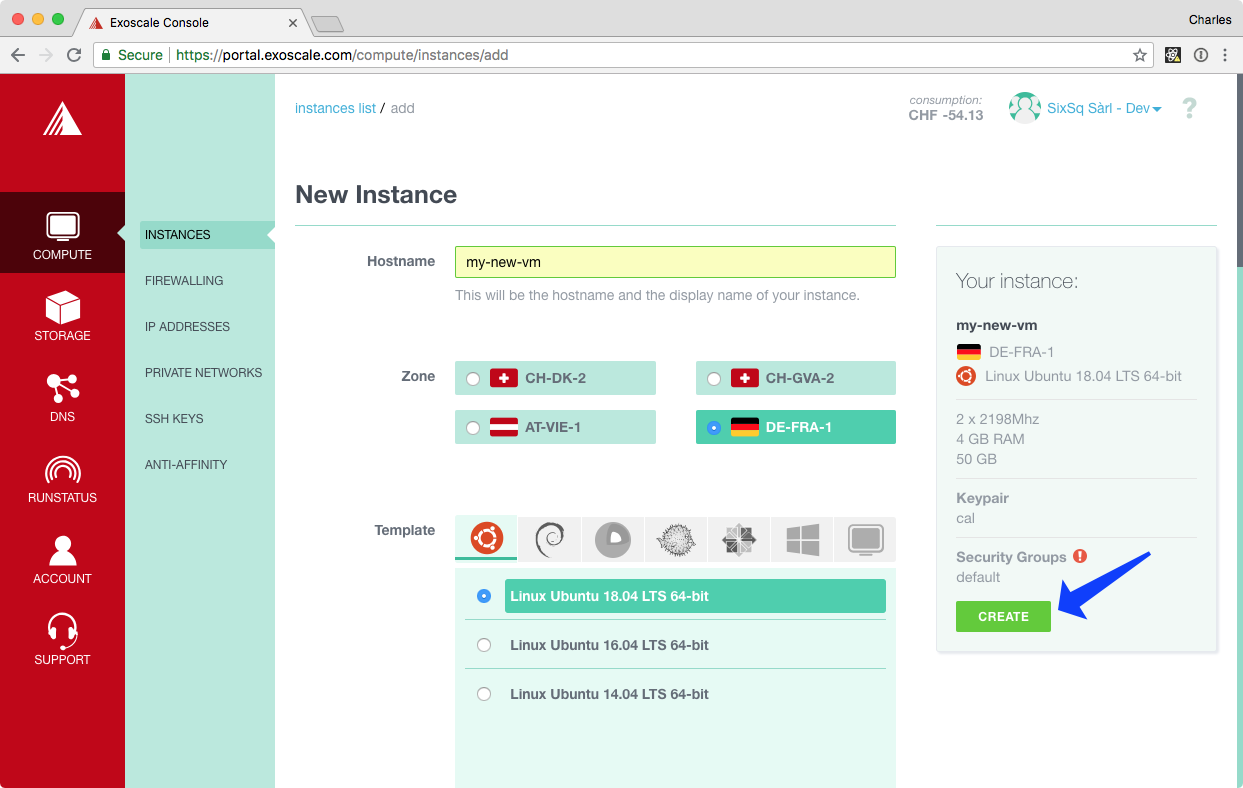 Exoscale Console
Charles
Secure
https://portal.exoscale.com/compute/instances/add
COMPUTE
STORAGE
DNS
RUNSTATUS
ACCOUNT
SUPPORT
INSTANCES
FIREWALLING
IP ADDRESSES
PRIVATE NETWORKS
SSH KEYS
ANTI-AFFINITY
instances list / add
consumption:
CHF -54.13
SixSq Sàrl - Dev
?
New Instance
Hostname
my-new-vm
This will be the hostname and the display name of your instance.
Zone
CH-DK-2
CH-GVA-2
AT-VIE-1
DE-FRA-1
Template
Linux Ubuntu 18.04 LTS 64-bit
Linux Ubuntu 16.04 LTS 64-bit
Linux Ubuntu 14.04 LTS 64-bit
Your instance:
my-new-vm
DE-FRA-1
Linux Ubuntu 18.04 LTS 64-bit
2 x 2198Mhz
4 GB RAM
50 GB
Keypair
cal
Security Groups !
default
CREATE